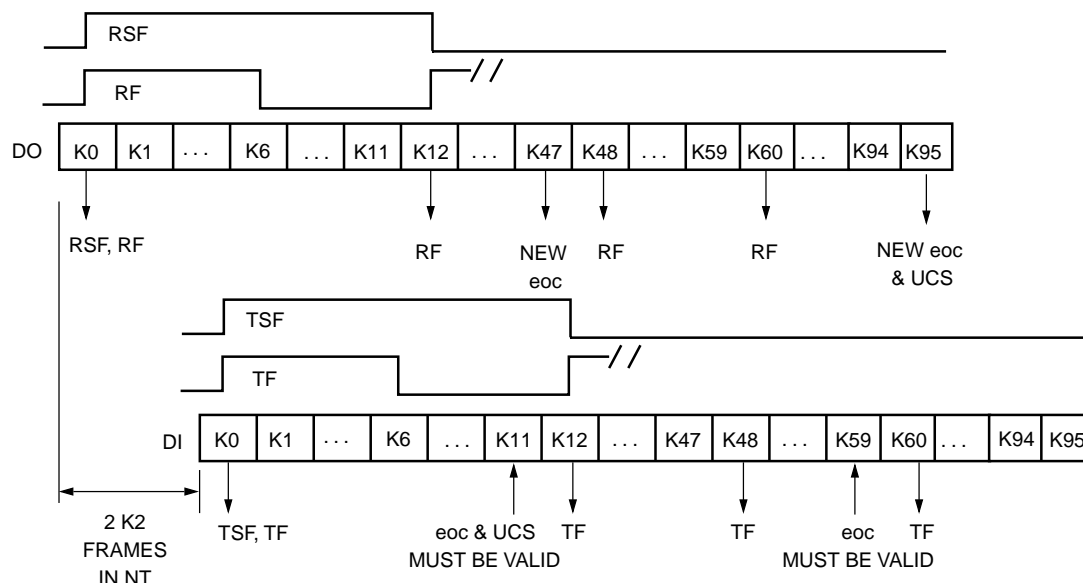 RSF
RF
DO K0 K1 . . . K6 . . . K11 K12 . . . K47 K48 . . . K59 K60 . . . K94 K95
RSF, RF
RF
NEW
eoc
RF
RF
NEW eoc
& UCS
TSF
TF
DI K0 K1 . . . K6 . . . K11 K12 . . . K47 K48 . . . K59 K60 . . . K94 K95
2 K2
FRAMES
IN NT
TSF, TF
eoc & UCS
MUST BE VALID
TF
TF
eoc
MUST BE VALID
TF